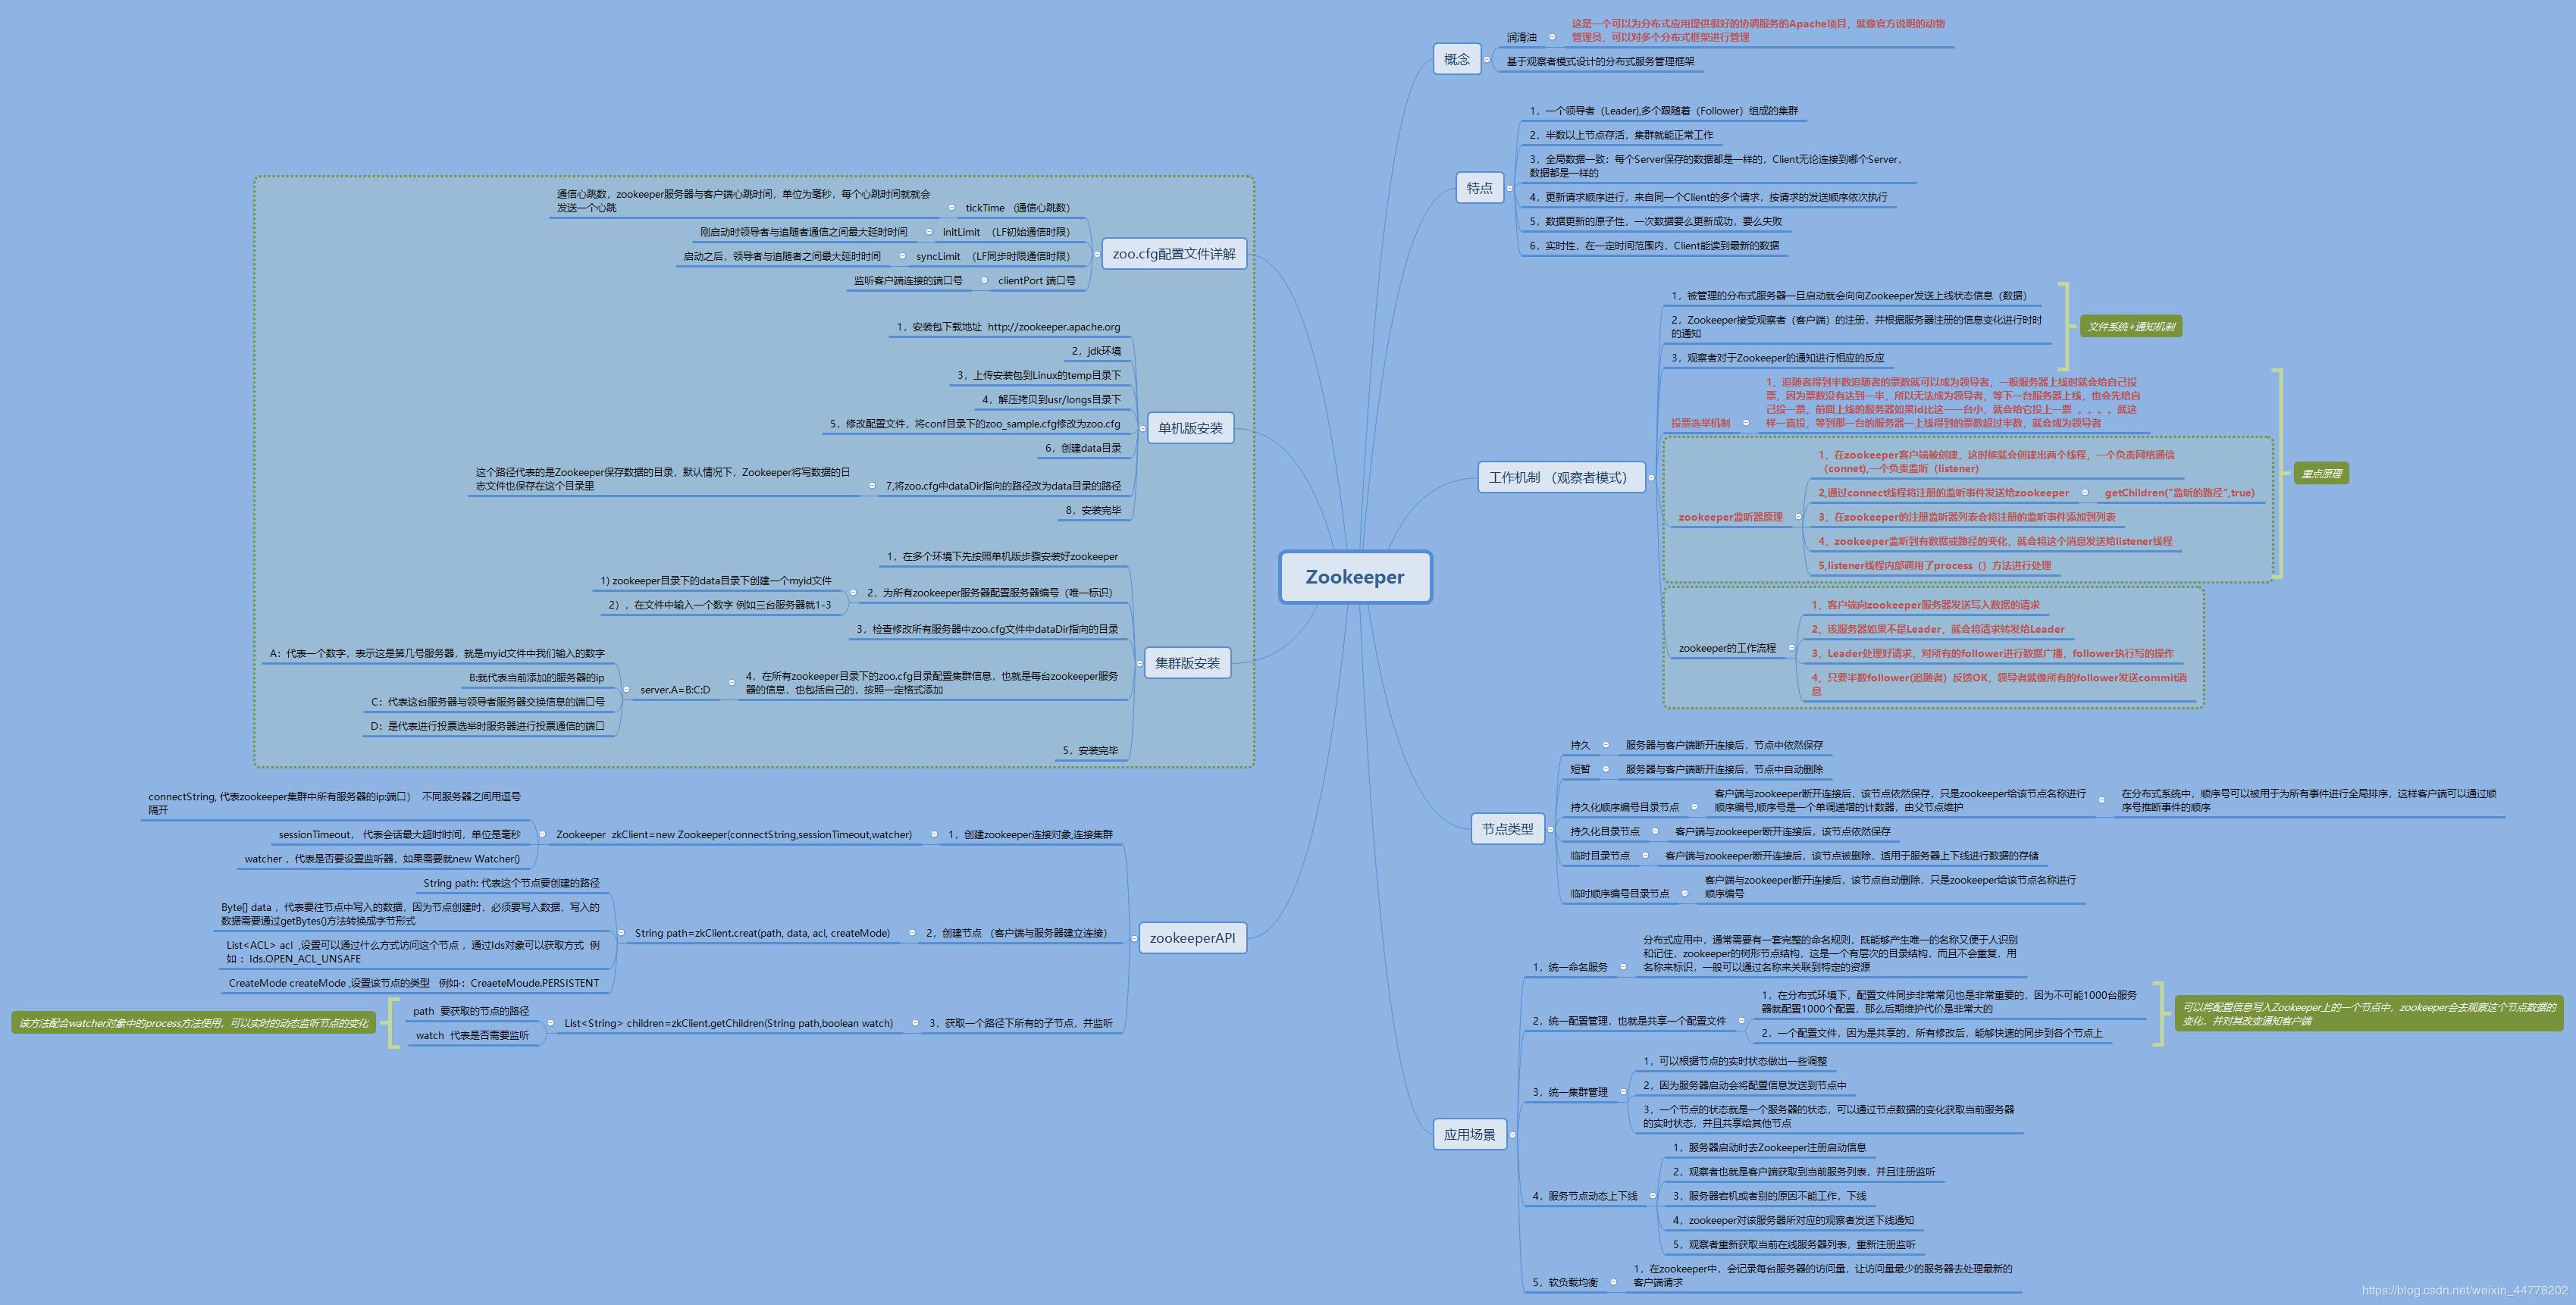 Zookeeper
概念
润滑油
这是一个可以为分布式应用提供很好的协调服务的Apache项目，就像官方说明的动物
管理员，可以对多个分布式框架进行管理
基于观察者模式设计的分布式服务管理框架
特点
1，一个领导者（Leader),多个跟随着（Follower）组成的集群
2，半数以上节点存活，集群就能正常工作
3，全局数据一致：每个Server保存的数据都是一样的，Client无论连接到哪个Server，
数据都是一样的
4，更新请求顺序进行，来自同一个Client的多个请求，按请求的发送顺序依次执行
5，数据更新的原子性，一次数据要么更新成功，要么失败
6，实时性，在一定时间范围内，Client能读到最新的数据
工作机制 （观察者模式）
1，被管理的分布式服务器一旦启动就会向向Zookeeper发送上线状态信息（数据）
2，Zookeeper接受观察者（客户端）的注册，并根据服务器注册的信息变化进行时时
的通知
3，观察者对于Zookeeper的通知进行相应的反应
文件系统+通知机制
投票选举机制
1，追随者得到半数追随者的票数就可以成为领导者，一般服务器上线时就会给自己投
票，因为票数没有达到一半，所以无法成为领导者，等下一台服务器上线，也会先给自
己投一票，前面上线的服务器如果id比这一一台小，就会给它投上一票 。。。。就这
样一直投，等到那一台的服务器一上线得到的票数超过半数，就会成为领导者
zookeeper监听器原理
1，在zookeeper客户端被创建，这时候就会创建出两个线程，一个负责网络通信
（connet),一个负责监听（listener)
2,通过connect线程将注册的监听事件发送给zookeeper
getChildren("监听的路径",true)
3，在zookeeper的注册监听器列表会将注册的监听事件添加到列表
4，zookeeper监听到有数据或路径的变化，就会将这个消息发送给listener线程
5,listener线程内部调用了process（）方法进行处理
重点原理
zookeeper的工作流程
1，客户端向zookeeper服务器发送写入数据的请求
2，该服务器如果不是Leader，就会将请求转发给Leader
3，Leader处理好请求，对所有的follower进行数据广播，follower执行写的操作
4，只要半数follower(追随者）反馈OK，领导者就像所有的follower发送commit消
息
节点类型
持久
服务器与客户端断开连接后，节点中依然保存
短暂
服务器与客户端断开连接后，节点中自动删除
持久化顺序编号目录节点
客户端与zookeeper断开连接后，该节点依然保存，只是zookeeper给该节点名称进行
顺序编号,顺序号是一个单调递增的计数器，由父节点维护
在分布式系统中，顺序号可以被用于为所有事件进行全局排序，这样客户端可以通过顺
序号推断事件的顺序
持久化目录节点
客户端与zookeeper断开连接后，该节点依然保存
临时目录节点
客户端与zookeeper断开连接后，该节点被删除，适用于服务器上下线进行数据的存储
临时顺序编号目录节点
客户端与zookeeper断开连接后，该节点自动删除，只是zookeeper给该节点名称进行
顺序编号
应用场景
1，统一命名服务
分布式应用中，通常需要有一套完整的命名规则，既能够产生唯一的名称又便于人识别
和记住，zookeeper的树形节点结构，这是一个有层次的目录结构，而且不会重复，用
名称来标识，一般可以通过名称来关联到特定的资源
2，统一配置管理，也就是共享一个配置文件
1，在分布式环境下，配置文件同步非常常见也是非常重要的，因为不可能1000台服务
器就配置1000个配置，那么后期维护代价是非常大的
2，一个配置文件，因为是共享的，所有修改后，能够快速的同步到各个节点上
可以将配置信息写入Zookeeper上的一个节点中，zookeeper会去观察这个节点数据的
变化，并对其改变通知客户端
3，统一集群管理
1，可以根据节点的实时状态做出一些调整
2，因为服务器启动会将配置信息发送到节点中
3，一个节点的状态就是一个服务器的状态，可以通过节点数据的变化获取当前服务器
的实时状态，并且共享给其他节点
4，服务节点动态上下线
1，服务器启动时去Zookeeper注册启动信息
2，观察者也就是客户端获取到当前服务列表，并且注册监听
3，服务器宕机或者别的原因不能工作，下线
4，zookeeper对该服务器所对应的观察者发送下线通知
5，观察者重新获取当前在线服务器列表，重新注册监听
5，软负载均衡
1，在zookeeper中，会记录每台服务器的访问量，让访问量最少的服务器去处理最新的
客户端请求
zoo.cfg配置文件详解
tickTime （通信心跳数）
通信心跳数，zookeeper服务器与客户端心跳时间，单位为毫秒，每个心跳时间就就会
发送一个心跳
initLimit （LF初始通信时限）
刚启动时领导者与追随者通信之间最大延时时间
syncLimit （LF同步时限通信时限）
启动之后，领导者与追随者之间最大延时时间
clientPort 端口号
监听客户端连接的端口号
单机版安装
1，安装包下载地址 http://zookeeper.apache.org
2，jdk环境
3，上传安装包到Linux的temp目录下
4，解压拷贝到usr/longs目录下
5，修改配置文件，将conf目录下的zoo_sample.cfg修改为zoo.cfg
6，创建data目录
7,将zoo.cfg中dataDir指向的路径改为data目录的路径
这个路径代表的是Zookeeper保存数据的目录，默认情况下，Zookeeper将写数据的日
志文件也保存在这个目录里
8，安装完毕
集群版安装
1，在多个环境下先按照单机版步骤安装好zookeeper
2，为所有zookeeper服务器配置服务器编号（唯一标识）
1) zookeeper目录下的data目录下创建一个myid文件
2），在文件中输入一个数字 例如三台服务器就1-3
3，检查修改所有服务器中zoo.cfg文件中dataDir指向的目录
4，在所有zookeeper目录下的zoo.cfg目录配置集群信息，也就是每台zookeeper服务
器的信息，也包括自己的，按照一定格式添加
server.A=B:C:D
A：代表一个数字，表示这是第几号服务器，就是myid文件中我们输入的数字
B:就代表当前添加的服务器的ip
C：代表这台服务器与领导者服务器交换信息的端口号
D：是代表进行投票选举时服务器进行投票通信的端口
5，安装完毕
zookeeperAPI
1，创建zookeeper连接对象,连接集群
Zookeeper zkClient=new Zookeeper(connectString,sessionTimeout,watcher)
connectString, 代表zookeeper集群中所有服务器的ip:端口） 不同服务器之间用逗号
隔开
sessionTimeout， 代表会话最大超时时间，单位是毫秒
watcher ，代表是否要设置监听器，如果需要就new Watcher()
2，创建节点 （客户端与服务器建立连接）
String path=zkClient.creat(path, data, acl, createMode)
String path: 代表这个节点要创建的路径
Byte[] data ，代表要往节点中写入的数据，因为节点创建时，必须要写入数据，写入的
数据需要通过getBytes()方法转换成字节形式
List<ACL> acl ,设置可以通过什么方式访问这个节点 ，通过Ids对象可以获取方式 例
如 ：Ids.OPEN_ACL_UNSAFE
CreateMode createMode ,设置该节点的类型 例如·：CreaeteMoude.PERSISTENT
3，获取一个路径下所有的子节点，并监听
List<String> children=zkClient.getChildren(String path,boolean watch)
path 要获取的节点的路径
watch 代表是否需要监听
该方法配合watcher对象中的process方法使用，可以实时的动态监听节点的变化
https://blog.csdn.net/weixin_44778202